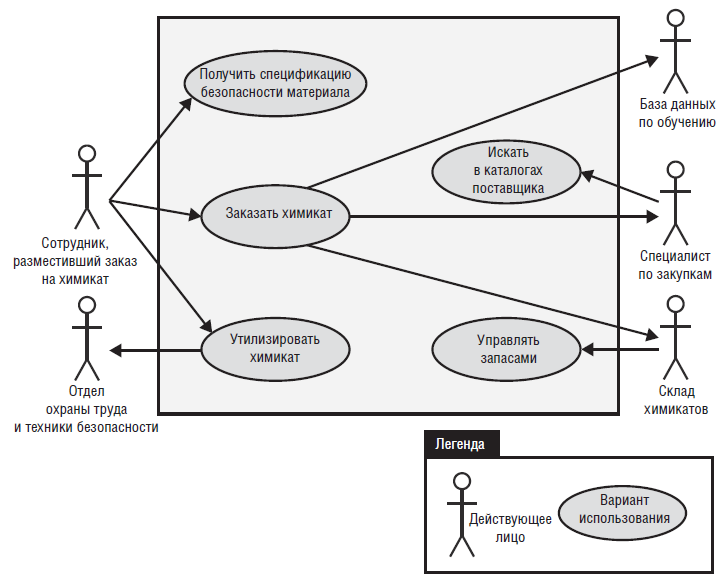 Получить спецификацию
безопасности материала
База данных
по обучению
Искать
в каталогах
поставщика
Заказать химикат
Сотрудник,
разместивший заказ
на химикат
Специалист
по закупкам
Утилизировать
химикат
Управлять
запасами
Отдел
охраны труда
и техники безопасности
Склад
химикатов
Легенда
Действующее
лицо
Вариант
использования